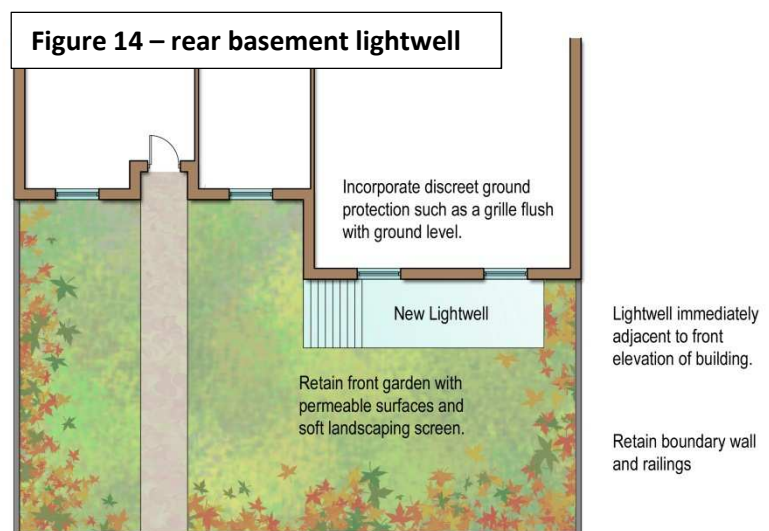 Figure 14 – rear basement lightwell
Incorporate discreet ground
protection such as a grille flush
with ground level.
New Lightwell
Lightwell immediately
adjacent to front
elevation of building.
Retain front garden with
permeable surfaces and
soft landscaping screen.
Retain boundary wall
and railings